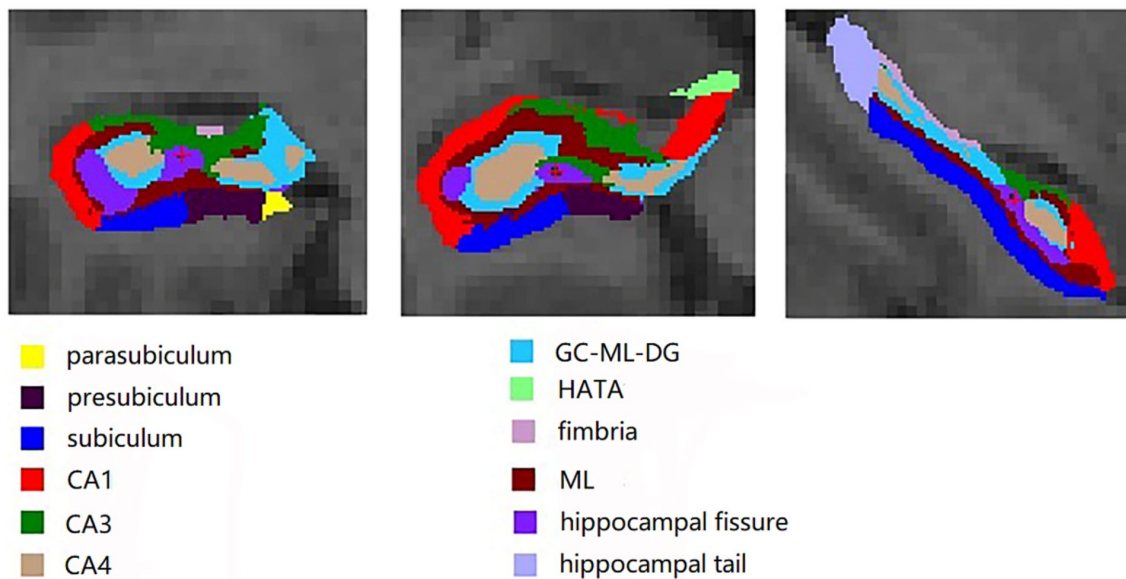 parasubiculum
presubiculum
subiculum
CA1
CA3
CA4
GC-ML-DG
HATA
fimbria
ML
hippocampal fissure
hippocampal tail